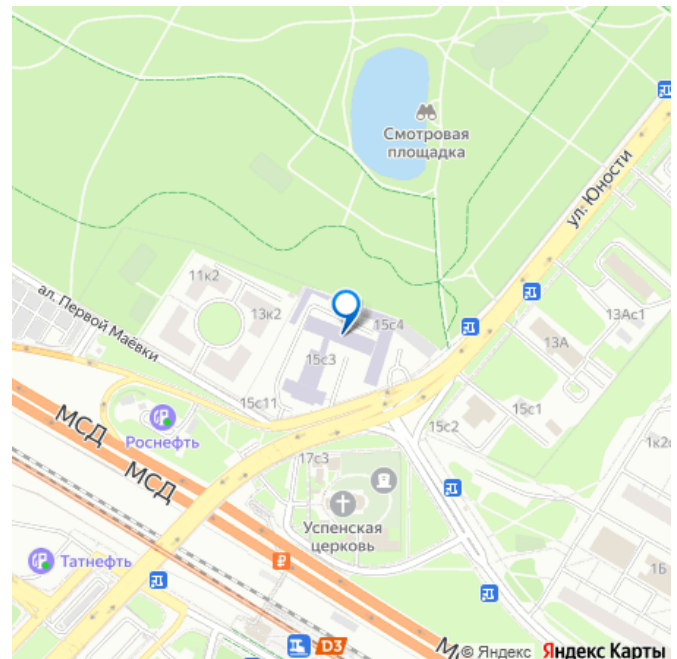 Смотровая
площадка
ул. Юности
11к2
ал. Первой Маёвки
13к2
15с4
13Ас1
13А
15с3
15с11
15с1
15с2
Роснефть
МСД
МСД
17с3
Успенская
церковь
Татнефть
1Б
D3
© Яндекс Яндекс Карты